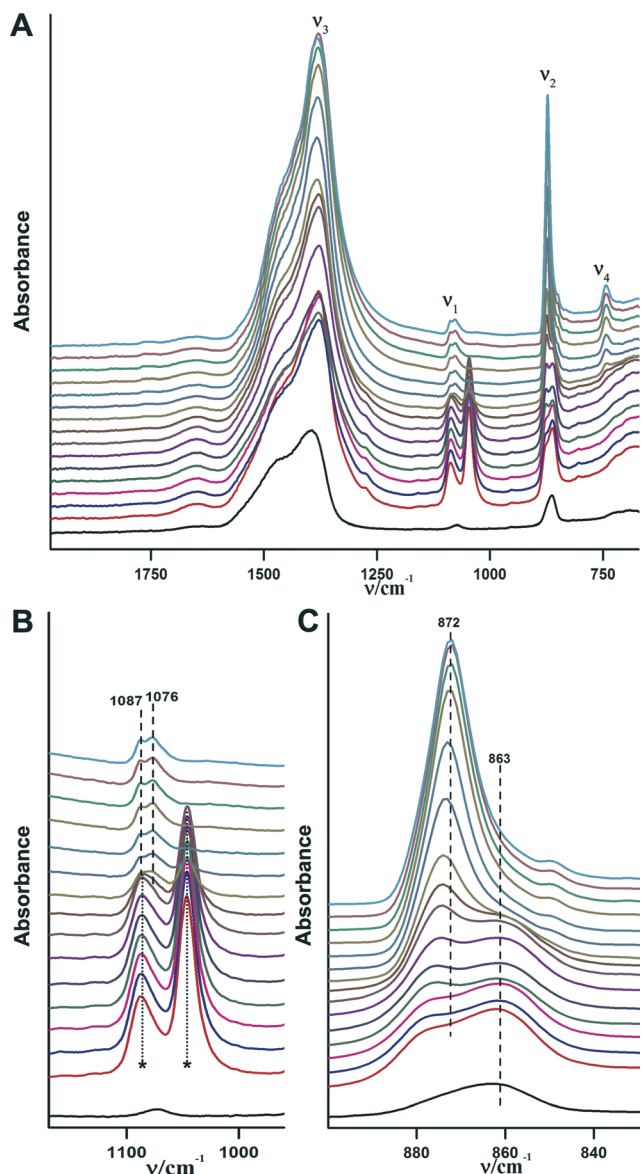 A
ν3
ν2
ν1
ν4
Absorbance
1750 1500 1250 1000 750
ν/cm-1
B
C
1087 1076
872
863
Absorbance
Absorbance
* *
1100 1000
ν/cm-1
880 860 840
ν/cm-1